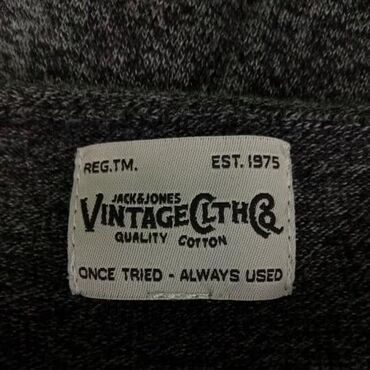 REG.TM. EST. 1975
JACK&JONES
VINTAGE CLTH Co
QUALITY COTTON
ONCE TRIED - ALWAYS USED